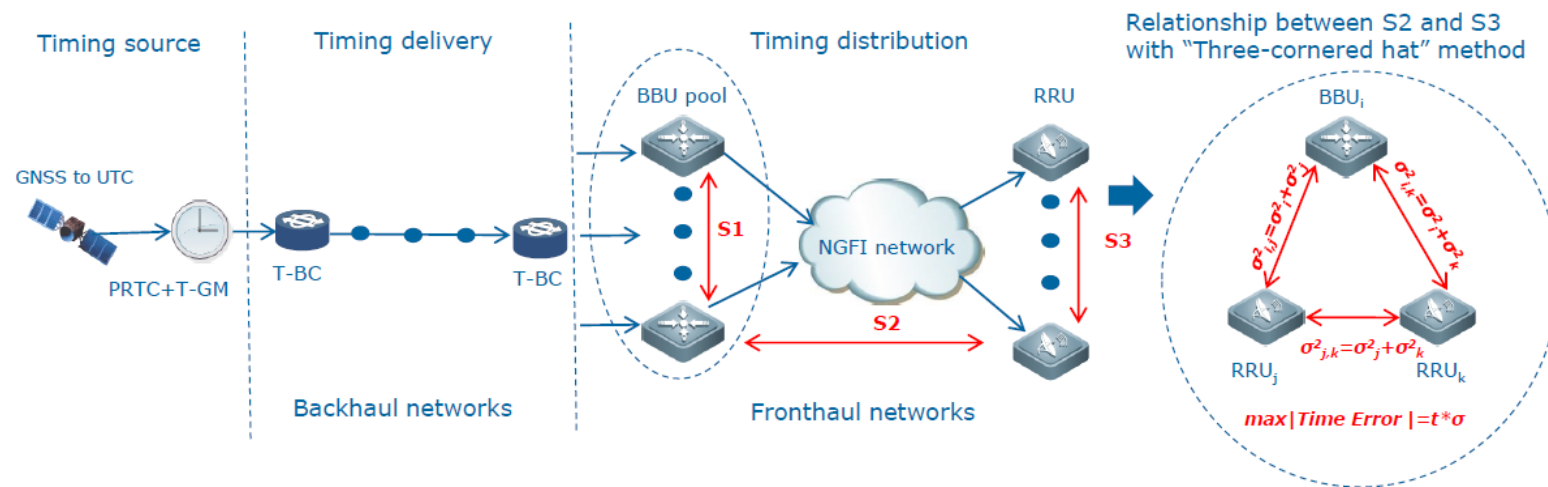 Timing source
Timing delivery
Timing distribution
Relationship between S2 and S3
with “Three-cornered hat” method
GNSS to UTC
PRTC+T-GM
T-BC
T-BC
BBU pool
S1
NGFI network
S2
RRU
S3
BBUᵢ
σ²ᵢ,ⱼ=σ²ᵢ+σ²ⱼ
σ²ᵢ,ₖ=σ²ᵢ+σ²ₖ
σ²ⱼ,ₖ=σ²ⱼ+σ²ₖ
RRUⱼ
RRUₖ
max|Time Error |=t*σ
Backhaul networks
Fronthaul networks